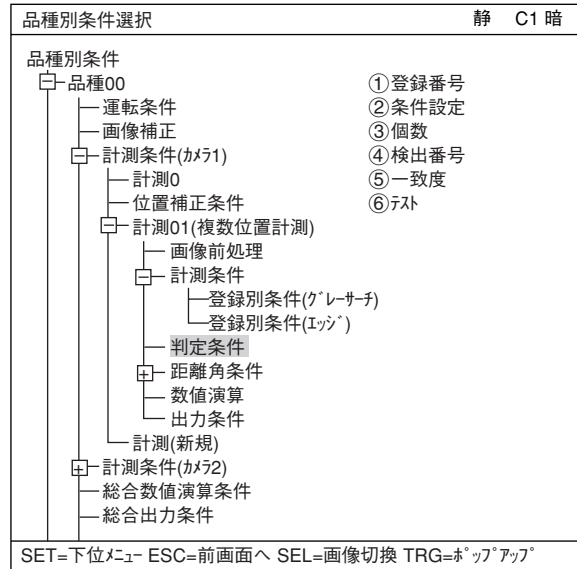 品種別条件選択 静 C1 暗
品種別条件
品種00
運転条件
画像補正
計測条件(ｶﾒﾗ1)
計測0
位置補正条件
計測01(複数位置計測)
画像前処理
計測条件
登録別条件(ｸﾞﾚｰｻｰﾁ)
登録別条件(ｴｯｼﾞ)
判定条件
距離角条件
数値演算
出力条件
計測(新規)
計測条件(ｶﾒﾗ2)
総合数値演算条件
総合出力条件
①登録番号
②条件設定
③個数
④検出番号
⑤一致度
⑥ﾃｽﾄ
SET=下位ﾒﾆｭｰ ESC=前画面へ SEL=画像切換 TRG=ﾎﾟｯﾌﾟｱｯﾌﾟ